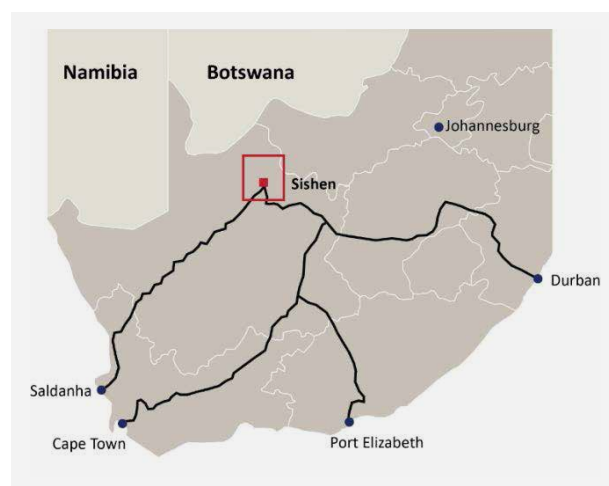 Namibia
Botswana
Johannesburg
Sishen
Durban
Saldanha
Cape Town
Port Elizabeth